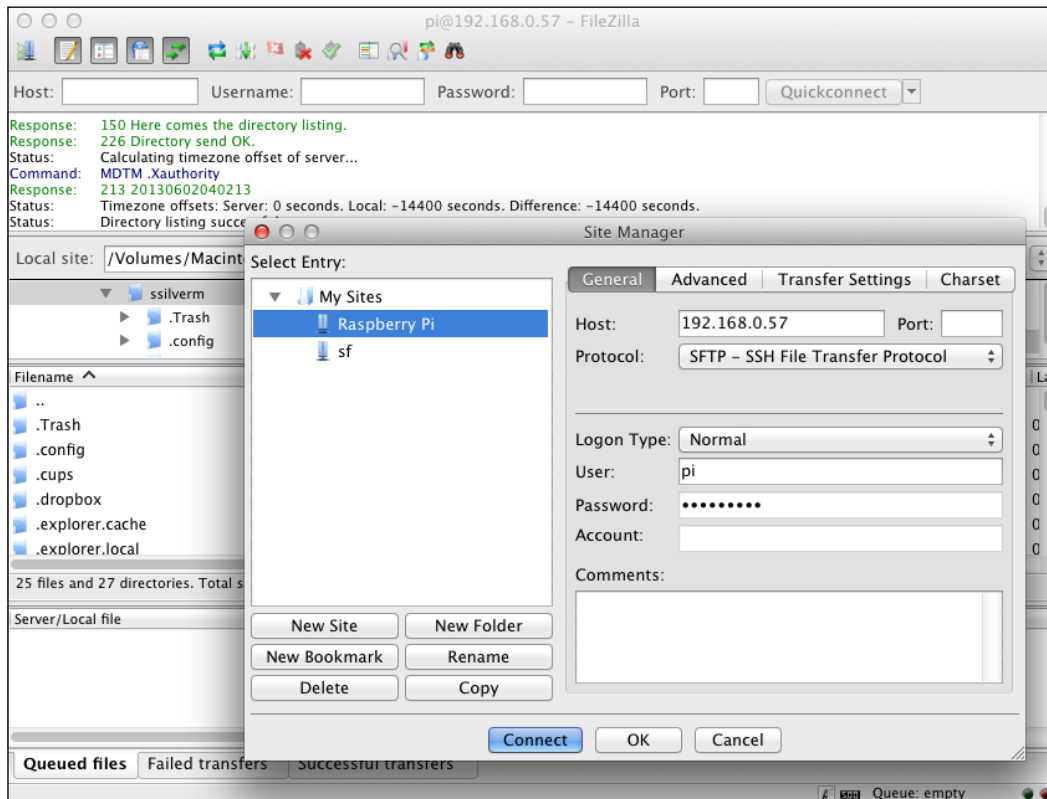 pi@192.168.0.57 – FileZilla
Host: Username: Password: Port: Quickconnect
Response: 150 Here comes the directory listing.
Response: 226 Directory send OK.
Status: Calculating timezone offset of server...
Command: MDTM .Xauthority
Response: 213 20130602040213
Status: Timezone offsets: Server: 0 seconds. Local: -14400 seconds. Difference: -14400 seconds.
Status: Directory listing
Site Manager
Local site: /Volumes/Macint
ssilverm
.Trash
.config
Filename
..
.Trash
.config
.cups
.dropbox
.explorer.cache
.explorer.local
25 files and 27 directories. Total s
Server/Local file
Select Entry:
My Sites
Raspberry Pi
sf
New Site New Folder
New Bookmark Rename
Delete Copy
General Advanced Transfer Settings Charset
Host: 192.168.0.57 Port:
Protocol: SFTP – SSH File Transfer Protocol
Logon Type: Normal
User: pi
Password: •••••••••
Account:
Comments:
Connect OK Cancel
Queued files Failed transfers Successful transfers
Queue: empty